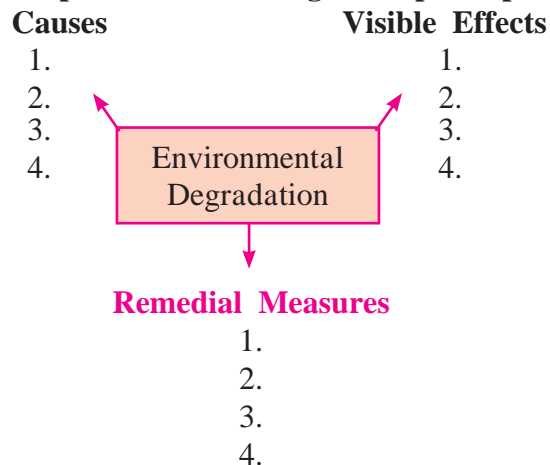 Causes Visible Effects
1. 1.
2. 2.
3. 3.
4. 4.
Environmental
Degradation
Remedial Measures
1.
2.
3.
4.